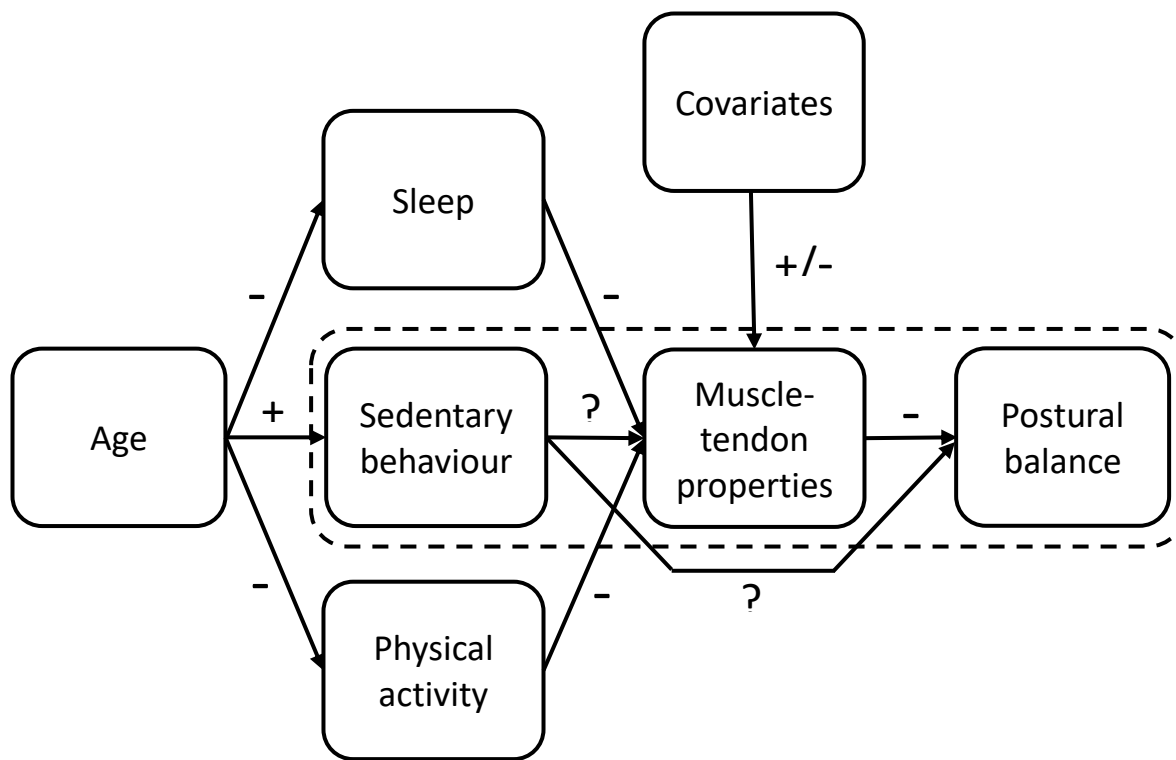 Covariates
Sleep
+/-
-
-
Age
+
Sedentary
behaviour
?
Muscle-
tendon
properties
-
Postural
balance
-
-
?
Physical
activity